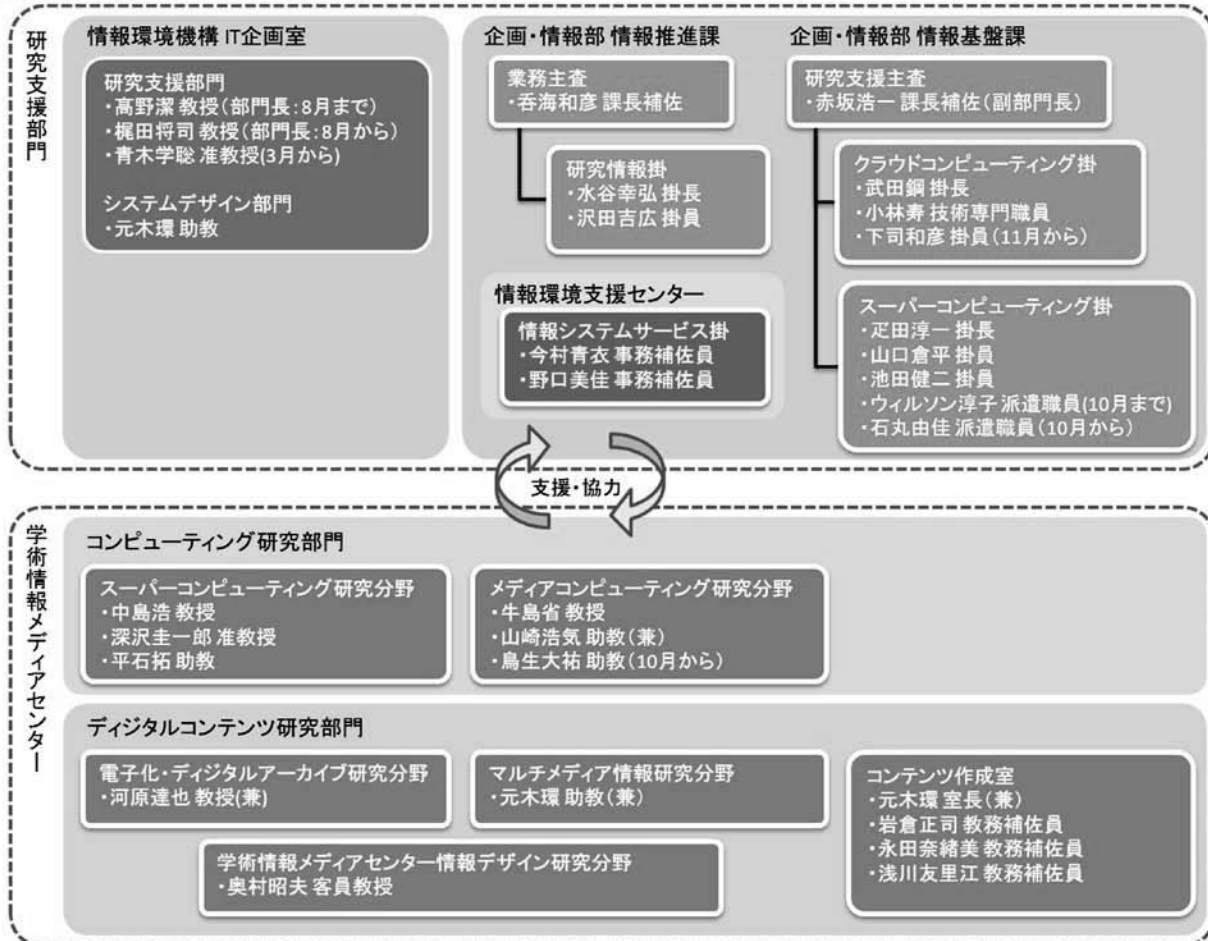 研究支援部門
情報環境機構 IT企画室
研究支援部門
・高野潔 教授(部門長:8月まで)
・梶田将司 教授(部門長:8月から)
・青木学聡 准教授(3月から)
システムデザイン部門
・元木環 助教
企画・情報部 情報推進課
業務主査
・呑海和彦 課長補佐
研究情報掛
・水谷幸弘 掛長
・沢田吉広 掛員
情報環境支援センター
情報システムサービス掛
・今村青衣 事務補佐員
・野口美佳 事務補佐員
企画・情報部 情報基盤課
研究支援主査
・赤坂浩一 課長補佐(副部門長)
クラウドコンピューティング掛
・武田鋼 掛長
・小林寿 技術専門職員
・下司和彦 掛員(11月から)
スーパーコンピューティング掛
・疋田淳一 掛長
・山口倉平 掛員
・池田健二 掛員
・ウィルソン淳子 派遣職員(10月まで)
・石丸由佳 派遣職員(10月から)
支援・協力
学術情報メディアセンター
コンピューティング研究部門
スーパーコンピューティング研究分野
・中島浩 教授
・深沢圭一郎 准教授
・平石拓 助教
メディアコンピューティング研究分野
・牛島省 教授
・山崎浩気 助教(兼)
・鳥生大祐 助教(10月から)
ディジタルコンテンツ研究部門
電子化・ディジタルアーカイブ研究分野
・河原達也 教授(兼)
マルチメディア情報研究分野
・元木環 助教(兼)
学術情報メディアセンター情報デザイン研究分野
・奥村昭夫 客員教授
コンテンツ作成室
・元木環 室長(兼)
・岩倉正司 教務補佐員
・永田奈緒美 教務補佐員
・浅川友里江 教務補佐員